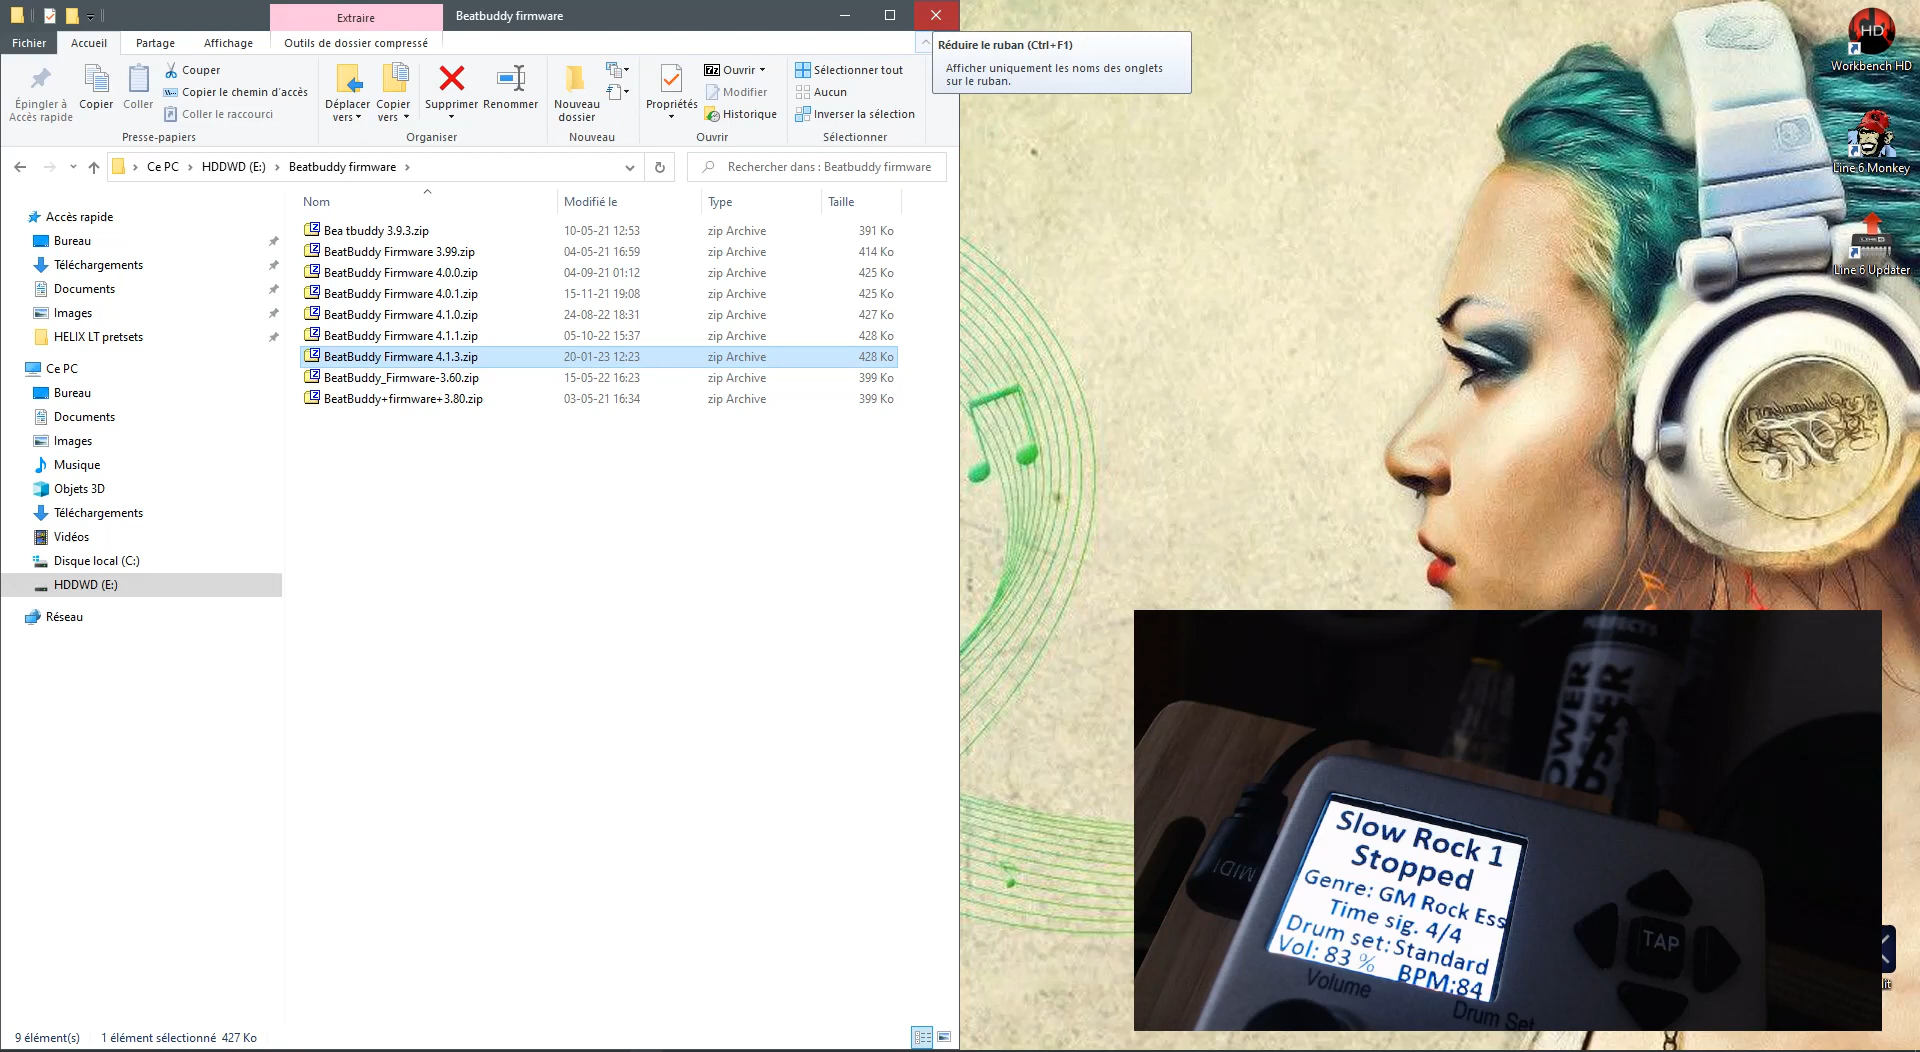 Extraire
Beatbuddy firmware
Fichier
Accueil
Partage
Affichage
Outils de dossier compressé
Réduire le ruban (Ctrl+F1)
Afficher uniquement les noms des onglets
sur le ruban.
Épingler à
Accès rapide
Copier
Coller
Couper
Copier le chemin d'accès
Coller le raccourci
Presse-papiers
Déplacer
vers
Copier
vers
Supprimer
Renommer
Organiser
Nouveau
dossier
Nouveau
Propriétés
Ouvrir
Modifier
Historique
Ouvrir
Sélectionner tout
Aucun
Inverser la sélection
Sélectionner
Ce PC > HDDWD (E:) > Beatbuddy firmware >
Rechercher dans : Beatbuddy firmware
Accès rapide
Bureau
Téléchargements
Documents
Images
HELIX LT pretsets
Ce PC
Bureau
Documents
Images
Musique
Objets 3D
Téléchargements
Vidéos
Disque local (C:)
HDDWD (E:)
Réseau
Nom Modifié le Type Taille
Bea tbuddy 3.9.3.zip 10-05-21 12:53 zip Archive 391 Ko
BeatBuddy Firmware 3.99.zip 04-05-21 16:59 zip Archive 414 Ko
BeatBuddy Firmware 4.0.0.zip 04-09-21 01:12 zip Archive 425 Ko
BeatBuddy Firmware 4.0.1.zip 15-11-21 19:08 zip Archive 425 Ko
BeatBuddy Firmware 4.1.0.zip 24-08-22 18:31 zip Archive 427 Ko
BeatBuddy Firmware 4.1.1.zip 05-10-22 15:37 zip Archive 428 Ko
BeatBuddy Firmware 4.1.3.zip 20-01-23 12:23 zip Archive 428 Ko
BeatBuddy_Firmware-3.60.zip 15-05-22 16:23 zip Archive 399 Ko
BeatBuddy+firmware+3.80.zip 03-05-21 16:34 zip Archive 399 Ko
9 élément(s) 1 élément sélectionné 427 Ko
HD
Workbench HD
Line 6 Monkey
Line 6 Updater
MIDI
Slow Rock 1
Stopped
Genre: GM Rock Ess
Time sig. 4/4
Drum set: Standard
Vol: 83 % BPM:84
Volume
Drum Set
TAP